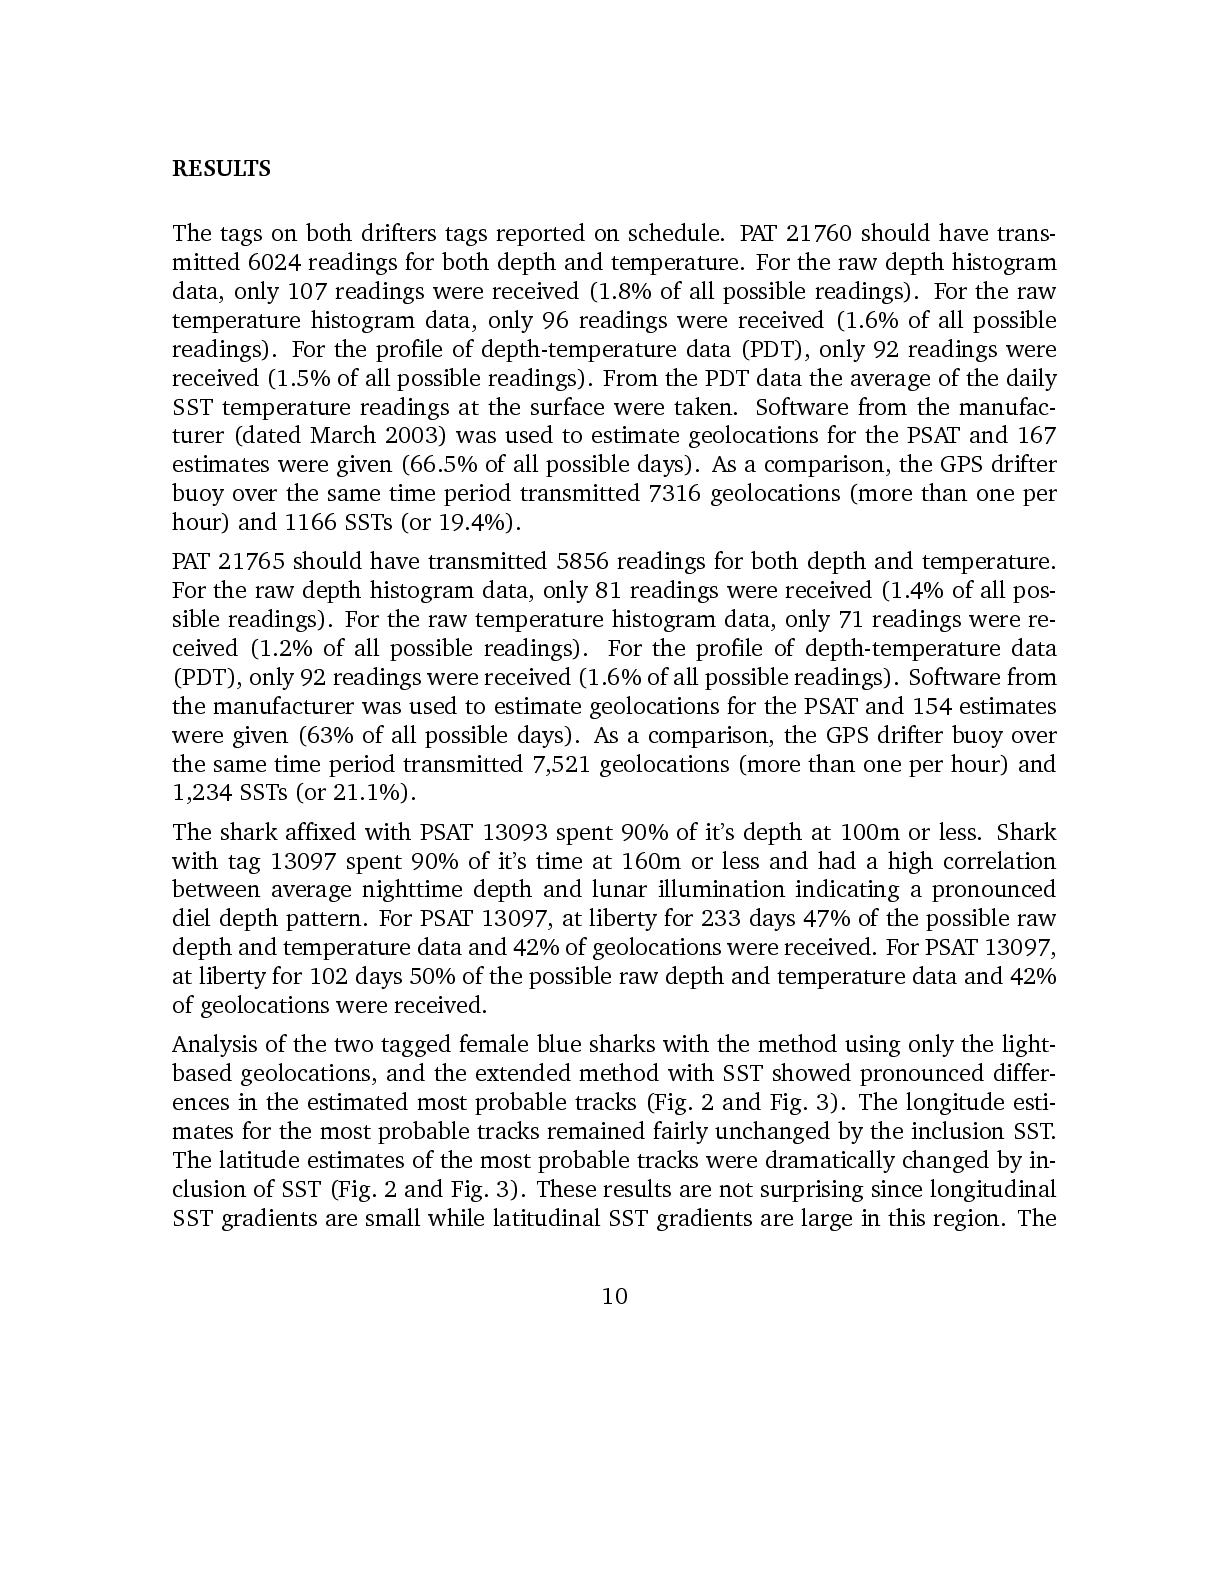 RESULTS
The tags on both drifters tags reported on schedule. PAT 21760 should have trans-
mitted 6024 readings for both depth and temperature. For the raw depth histogram
data, only 107 readings were received (1.8% of all possible readings). For the raw
temperature histogram data, only 96 readings were received (1.6% of all possible
readings). For the profile of depth-temperature data (PDT), only 92 readings were
received (1.5% of all possible readings). From the PDT data the average of the daily
SST temperature readings at the surface were taken. Software from the manufac-
turer (dated March 2003) was used to estimate geolocations for the PSAT and 167
estimates were given (66.5% of all possible days). As a comparison, the GPS drifter
buoy over the same time period transmitted 7316 geolocations (more than one per
hour) and 1166 SSTs (or 19.4%).
PAT 21765 should have transmitted 5856 readings for both depth and temperature.
For the raw depth histogram data, only 81 readings were received (1.4% of all pos-
sible readings). For the raw temperature histogram data, only 71 readings were re-
ceived (1.2% of all possible readings). For the profile of depth-temperature data
(PDT), only 92 readings were received (1.6% of all possible readings). Software from
the manufacturer was used to estimate geolocations for the PSAT and 154 estimates
were given (63% of all possible days). As a comparison, the GPS drifter buoy over
the same time period transmitted 7,521 geolocations (more than one per hour) and
1,234 SSTs (or 21.1%).
The shark affixed with PSAT 13093 spent 90% of it's depth at 100m or less. Shark
with tag 13097 spent 90% of it's time at 160m or less and had a high correlation
between average nighttime depth and lunar illumination indicating a pronounced
diel depth pattern. For PSAT 13097, at liberty for 233 days 47% of the possible raw
depth and temperature data and 42% of geolocations were received. For PSAT 13097,
at liberty for 102 days 50% of the possible raw depth and temperature data and 42%
of geolocations were received.
Analysis of the two tagged female blue sharks with the method using only the light-
based geolocations, and the extended method with SST showed pronounced differ-
ences in the estimated most probable tracks (Fig. 2 and Fig. 3). The longitude esti-
mates for the most probable tracks remained fairly unchanged by the inclusion SST.
The latitude estimates of the most probable tracks were dramatically changed by in-
clusion of SST (Fig. 2 and Fig. 3). These results are not surprising since longitudinal
SST gradients are small while latitudinal SST gradients are large in this region. The
10